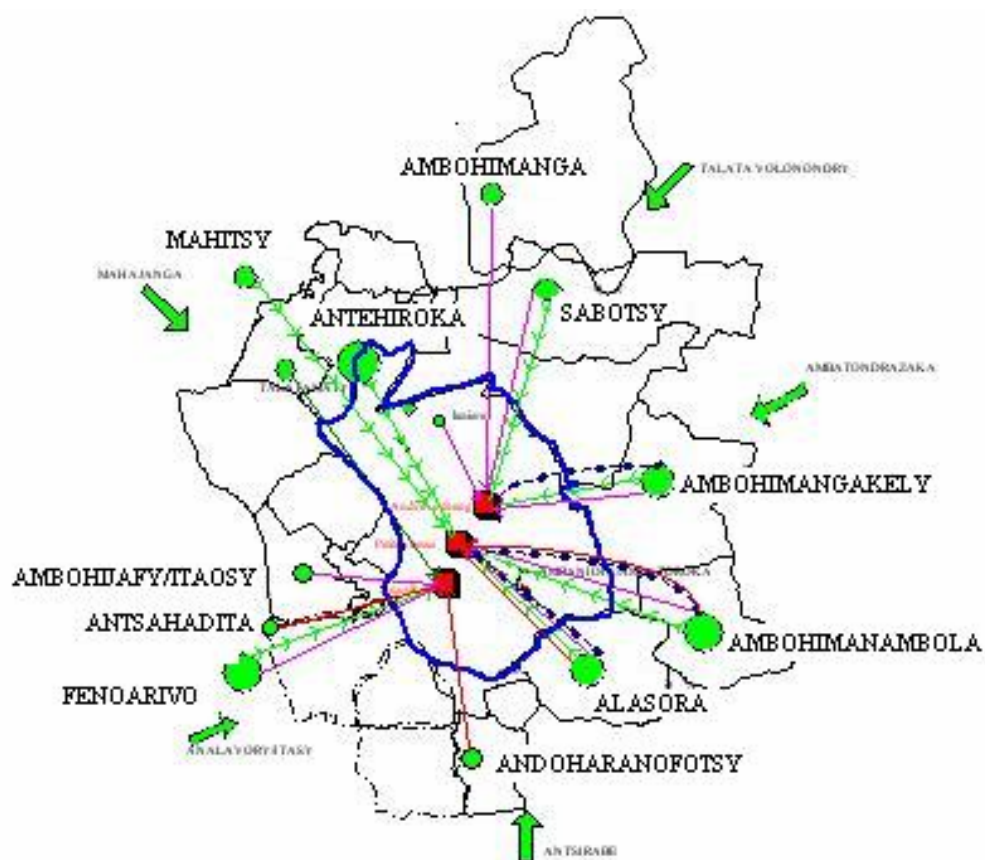 AMBOHIMANGA
TALATA VOLONONDRY
MAHITSY
MAHAJANGA
ANTEHIROKA
SABOTSY
AMBATONDRAZAKA
AMBOHIMANGAKELY
AMBOHIJAFY/ITAOSY
ANTSAHADITA
AMBOHIMANAMBOLA
FENOARIVO
ALASORA
ANALAVORY/ITASY
ANDOHARANOFOTSY
ANTSIRABE